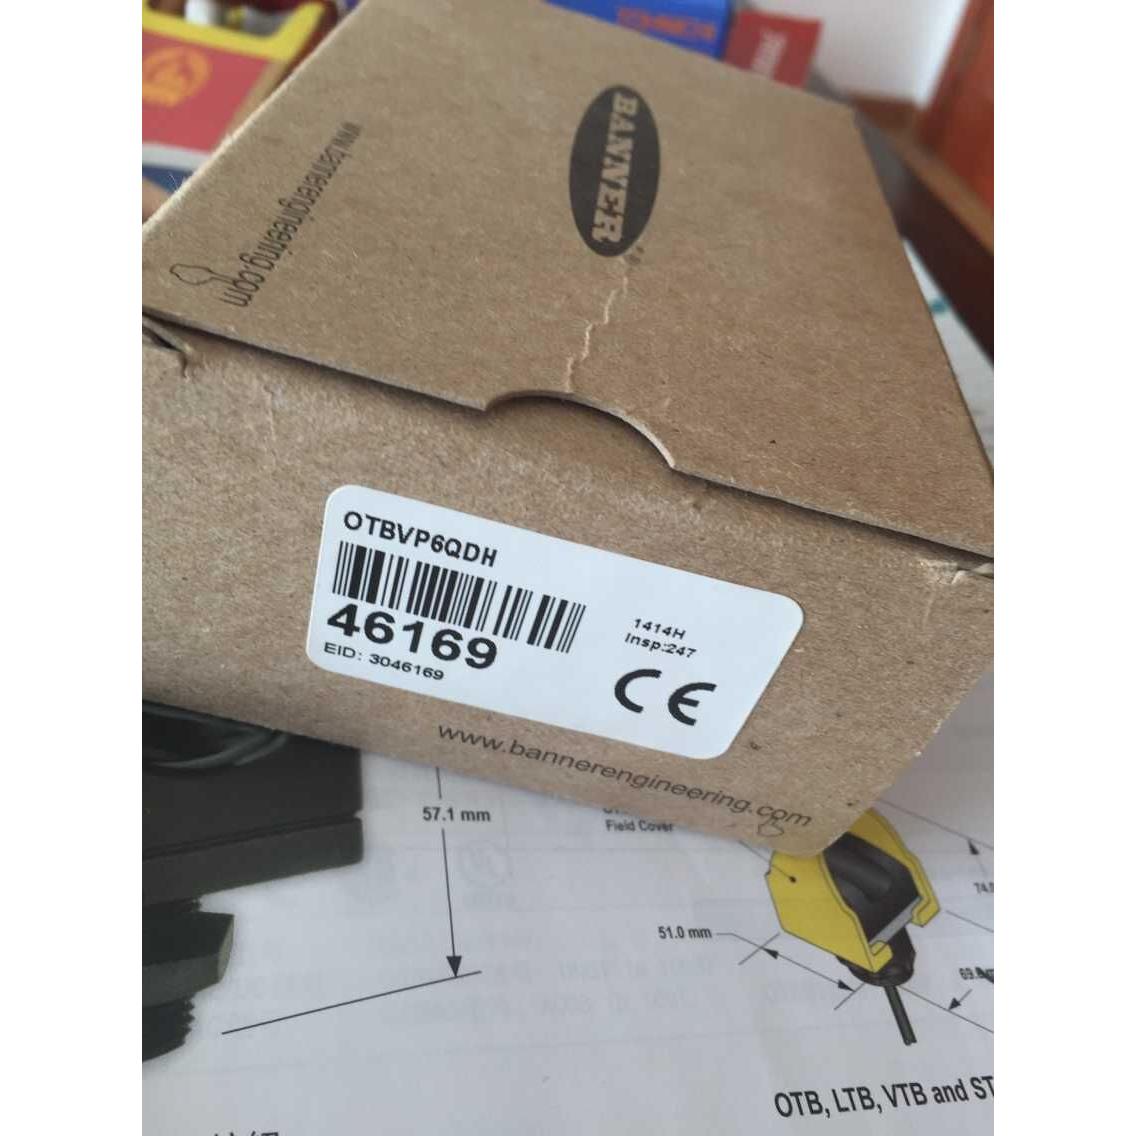 BANNER
www.bannerengineering.com
OTBVP6QDH
46169
EID: 3046169
1414H
Insp:247
CE
www.bannerengineering.com
57.1 mm
Field Cover
51.0 mm
OTB, LTB, VTB and ST